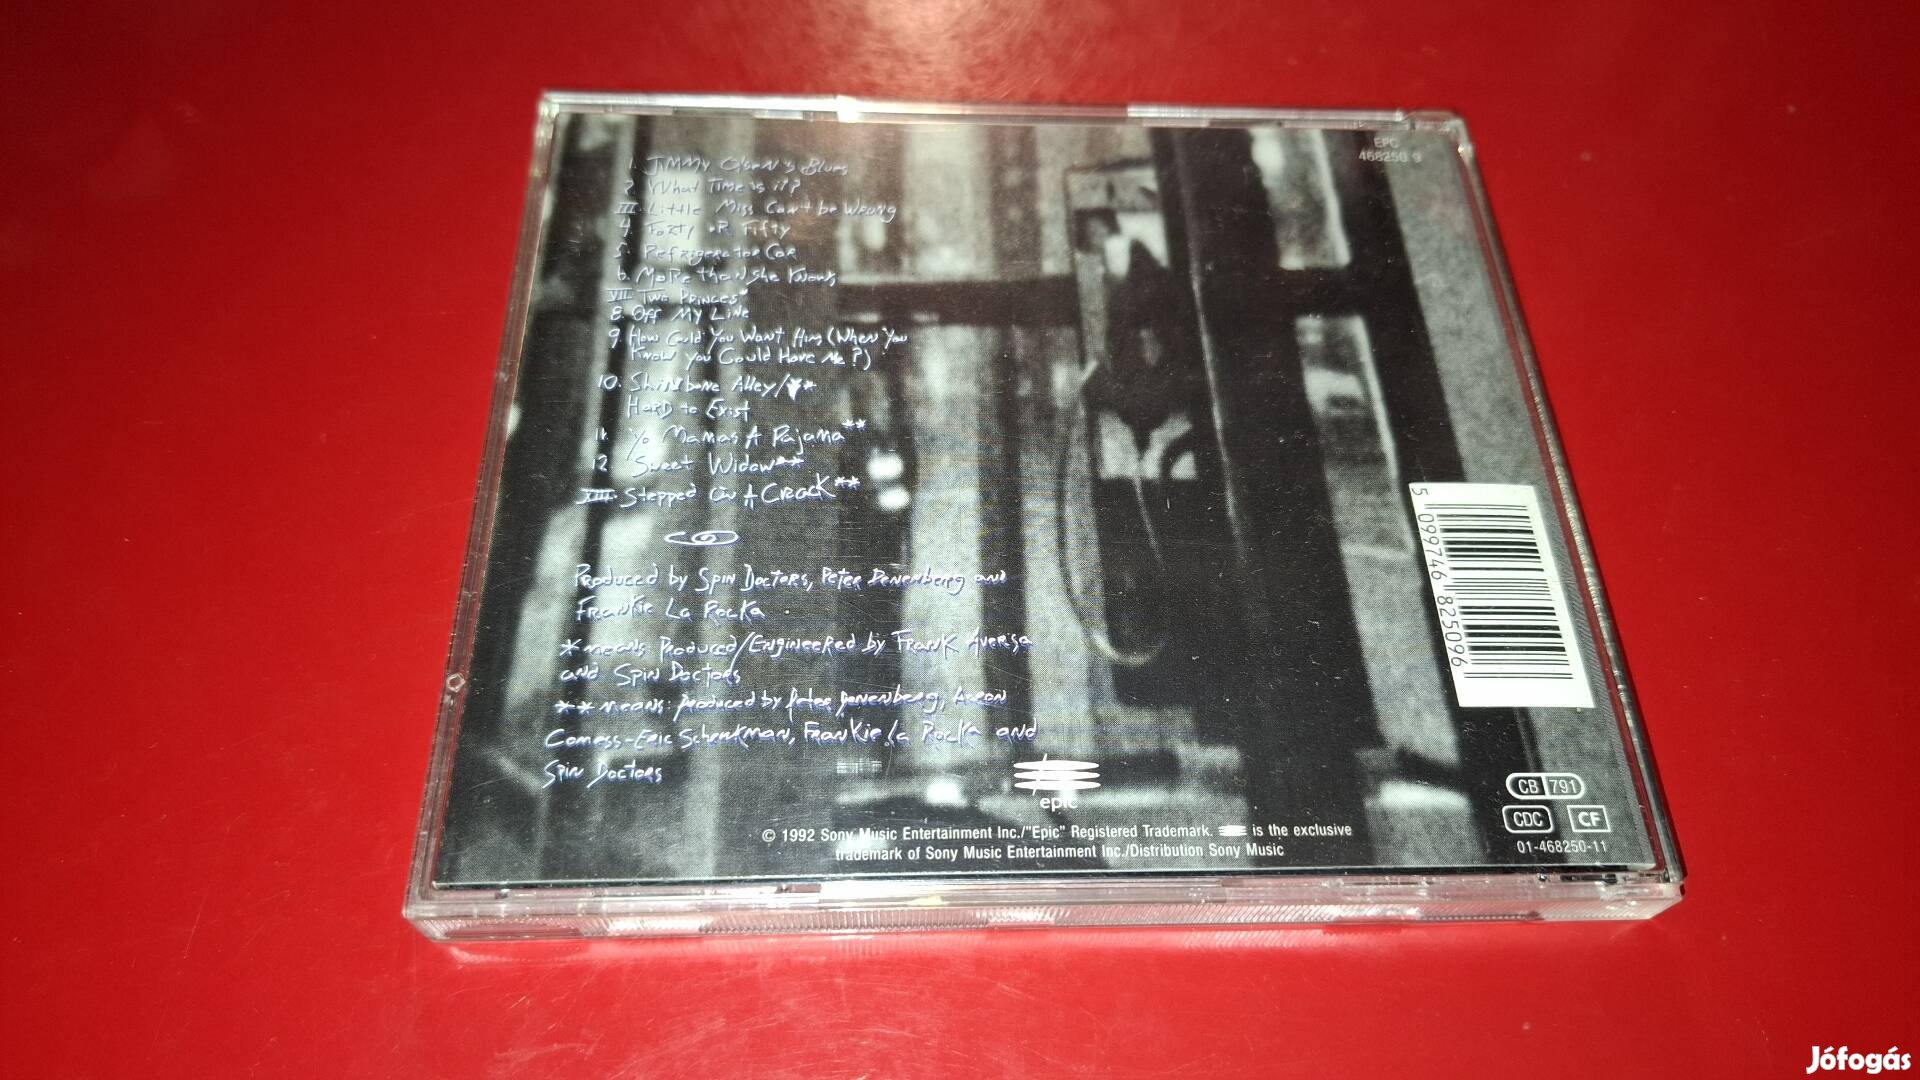 1. Jimmy Olsen's Blues
2. What Time is it?
III. Little Miss Can't be Wrong
4. Forty or Fifty
5. Refrigerator Car
6. More than She Knows
VII. Two Princes*
8. Off My Line
9. How Could You Want Him (When You
Know you Could Have Me?)
10. Shinbone Alley/**
Hard to Exist
11. Yo Mamas A Pajama**
12 Sweet Widow**
XIII. Stepped On A Crack**
Produced by Spin Doctors, Peter Denenberg and
Frankie La Rocka
*means Produced/Engineered by Frank Aversa
and Spin Doctors
**means: produced by Peter Denenberg, Aaron
Comess-Eric Schenkman, Frankie La Rocka and
Spin Doctors
epic
© 1992 Sony Music Entertainment Inc./"Epic" Registered Trademark. is the exclusive
trademark of Sony Music Entertainment Inc./Distribution Sony Music
EPC
468250 9
5 099746 825096
CB 791
CDC CF
01-468250-11
Jófogás